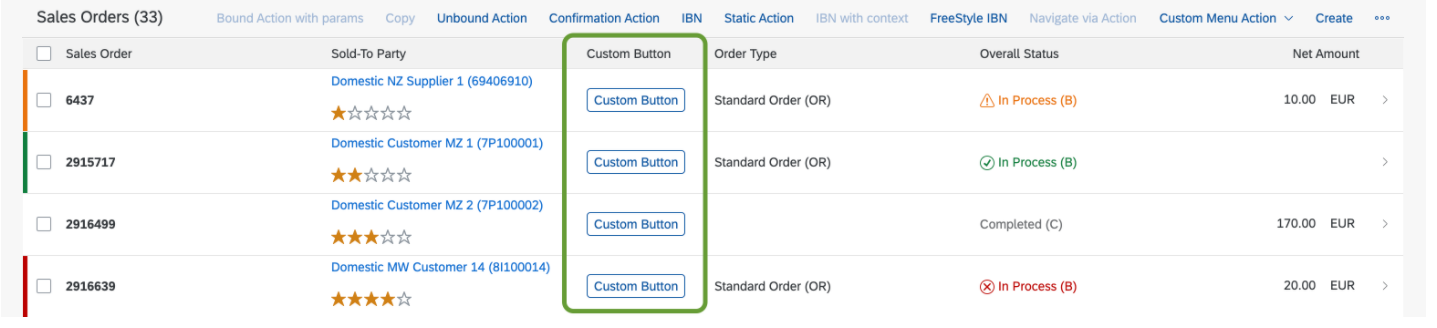 Sales Orders (33) Bound Action with params Copy Unbound Action Confirmation Action IBN Static Action IBN with context FreeStyle IBN Navigate via Action Custom Menu Action Create
Sales Order Sold-To Party Custom Button Order Type Overall Status Net Amount
Domestic NZ Supplier 1 (69406910)
6437 Custom Button Standard Order (OR) In Process (B) 10.00 EUR
Domestic Customer MZ 1 (7P100001)
2915717 Custom Button Standard Order (OR) In Process (B)
Domestic Customer MZ 2 (7P100002)
2916499 Custom Button Completed (C) 170.00 EUR
Domestic MW Customer 14 (8I100014)
2916639 Custom Button Standard Order (OR) In Process (B) 20.00 EUR